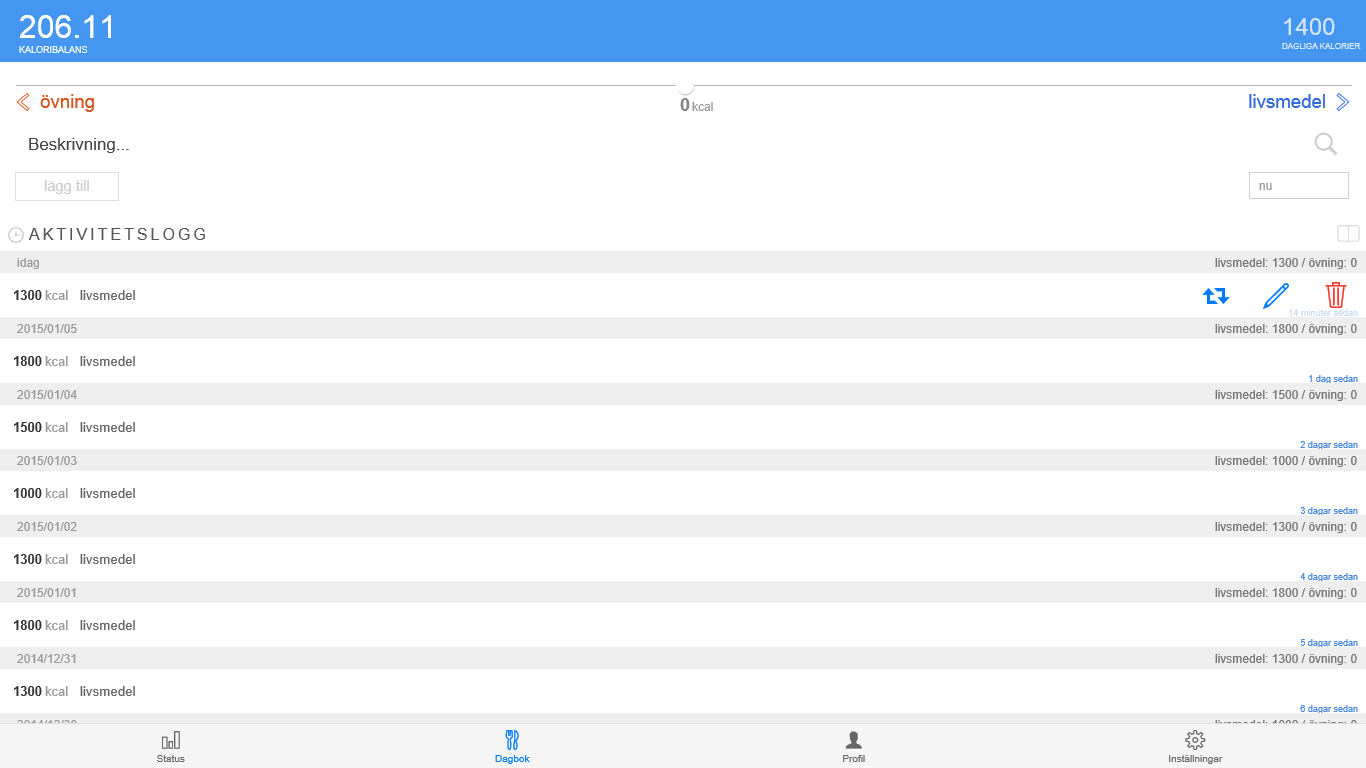 206.11
KALORIBALANS
1400
DAGLIGA KALORIER
övning
0 kcal
livsmedel
Beskrivning...
lägg till
nu
AKTIVITETSLOGG
idag livsmedel: 1300 / övning: 0
1300 kcal livsmedel
14 minuter sedan
2015/01/05 livsmedel: 1800 / övning: 0
1800 kcal livsmedel
1 dag sedan
2015/01/04 livsmedel: 1500 / övning: 0
1500 kcal livsmedel
2 dagar sedan
2015/01/03 livsmedel: 1000 / övning: 0
1000 kcal livsmedel
3 dagar sedan
2015/01/02 livsmedel: 1300 / övning: 0
1300 kcal livsmedel
4 dagar sedan
2015/01/01 livsmedel: 1800 / övning: 0
1800 kcal livsmedel
5 dagar sedan
2014/12/31 livsmedel: 1300 / övning: 0
1300 kcal livsmedel
6 dagar sedan
Status Dagbok Profil Inställningar